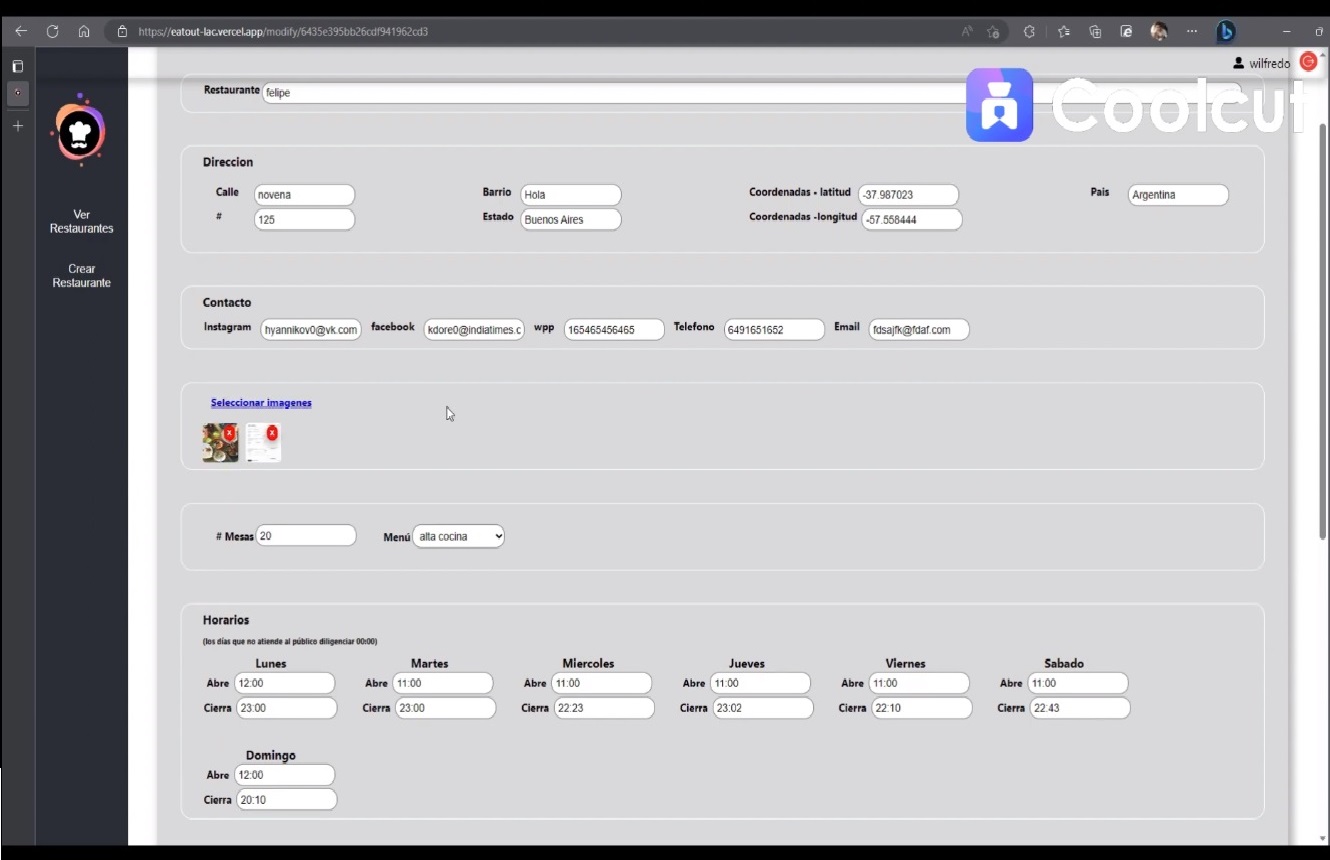 https://eatout-lac.vercel.app/modify/6435e395bb26cdf941962cd3
wilfredo
Coolcut
Ver
Restaurantes
Crear
Restaurante
Restaurante felipe
Direccion
Calle novena Barrio Hola Coordenadas - latitud -37.987023 Pais Argentina
# 125 Estado Buenos Aires Coordenadas -longitud -57.558444
Contacto
Instagram hyannikov0@vk.com facebook kdore0@indiatimes.c wpp 165465456465 Telefono 6491651652 Email fdsajfk@fdaf.com
Seleccionar imagenes
X X
# Mesas 20 Menú alta cocina
Horarios
(los días que no atiende al público diligenciar 00:00)
Lunes Martes Miercoles Jueves Viernes Sabado
Abre 12:00 Abre 11:00 Abre 11:00 Abre 11:00 Abre 11:00 Abre 11:00
Cierra 23:00 Cierra 23:00 Cierra 22:23 Cierra 23:02 Cierra 22:10 Cierra 22:43
Domingo
Abre 12:00
Cierra 20:10